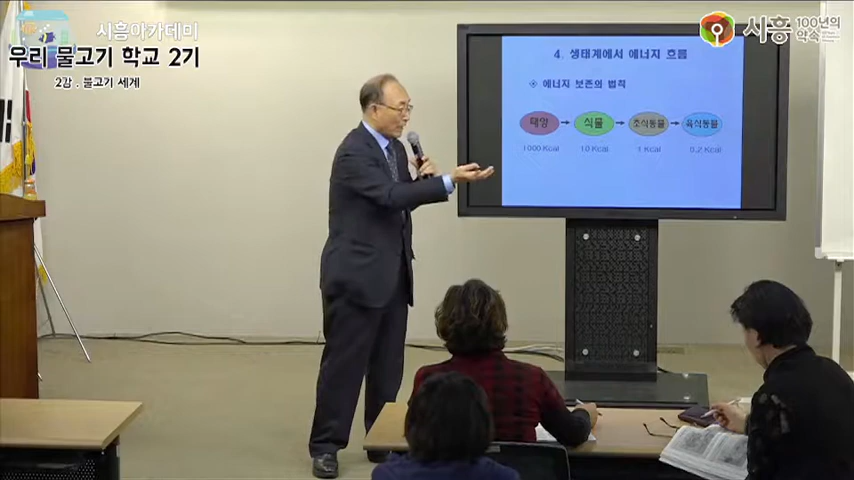 시흥아카데미
우리 물고기 학교 2기
2강 . 물고기 세계
시흥 100년의 약속
4. 생태계에서 에너지 흐름
에너지 보존의 법칙
태양 → 식물 → 초식동물 → 육식동물
1000 Kcal 10 Kcal 1 Kcal 0.2 Kcal